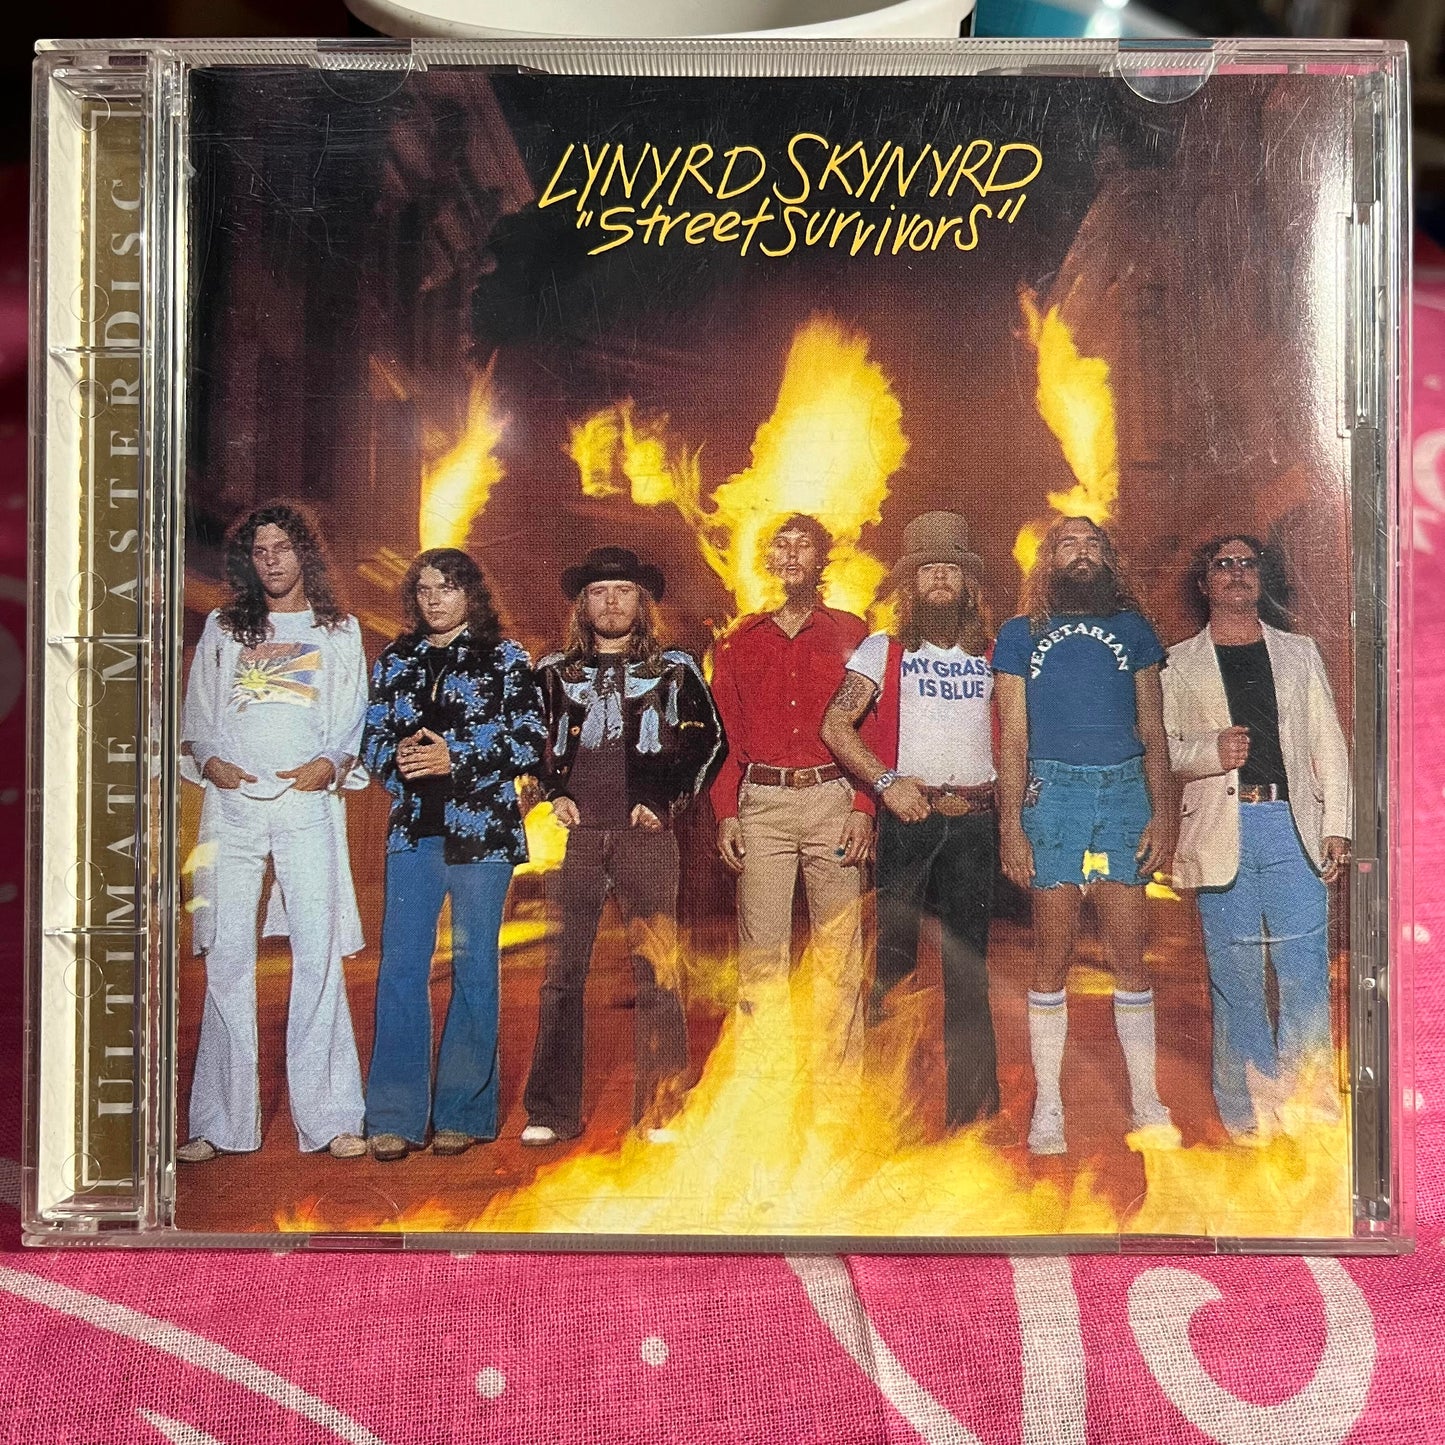 LYNYRD SKYNYRD
"Street Survivors"
ULTIMATE MASTER DISC
MY GRASS
IS BLUE
VEGETARIAN